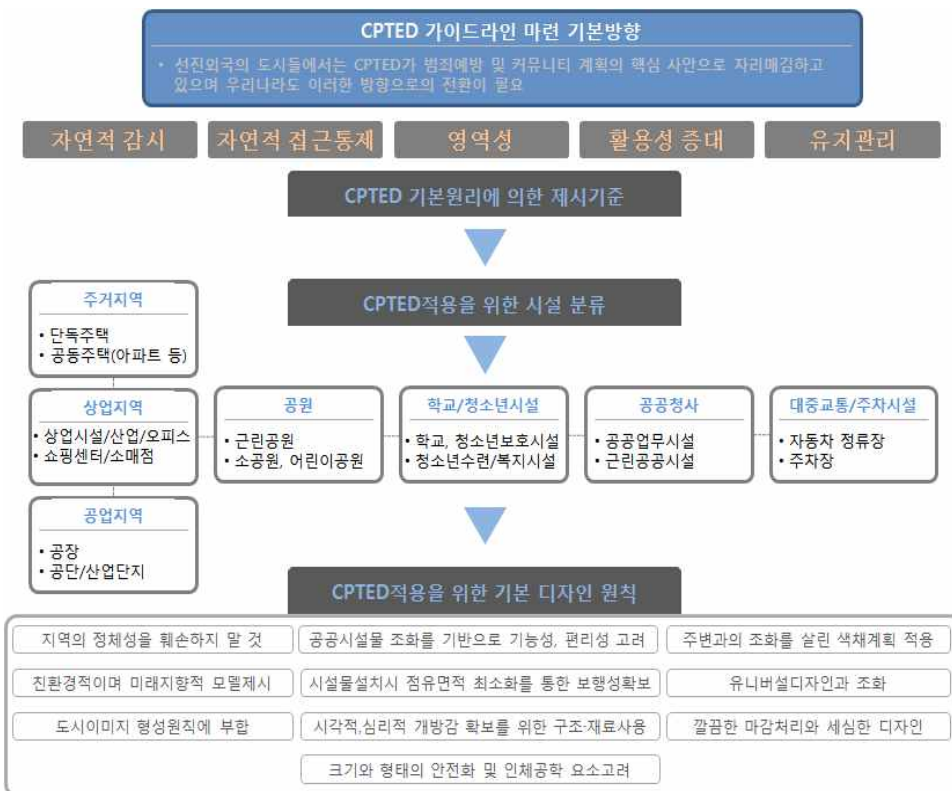 CPTED 가이드라인 마련 기본방향
• 선진외국의 도시들에서는 CPTED가 범죄예방 및 커뮤니티 계획의 핵심 사안으로 자리매김하고
있으며 우리나라도 이러한 방향으로의 전환이 필요
자연적 감시
자연적 접근통제
영역성
활용성 증대
유지관리
CPTED 기본원리에 의한 제시기준
CPTED적용을 위한 시설 분류
주거지역
• 단독주택
• 공동주택(아파트 등)
상업지역
• 상업시설/산업/오피스
• 쇼핑센터/소매점
공업지역
• 공장
• 공단/산업단지
공원
• 근린공원
• 소공원, 어린이공원
학교/청소년시설
• 학교, 청소년보호시설
• 청소년수련/복지시설
공공청사
• 공공업무시설
• 근린공공시설
대중교통/주차시설
• 자동차 정류장
• 주차장
CPTED적용을 위한 기본 디자인 원칙
지역의 정체성을 훼손하지 말 것
공공시설물 조화를 기반으로 기능성, 편리성 고려
주변과의 조화를 살린 색채계획 적용
친환경적이며 미래지향적 모델제시
시설물설치시 점유면적 최소화를 통한 보행성확보
유니버설디자인과 조화
도시이미지 형성원칙에 부합
시각적,심리적 개방감 확보를 위한 구조·재료사용
깔끔한 마감처리와 세심한 디자인
크기와 형태의 안전화 및 인체공학 요소고려